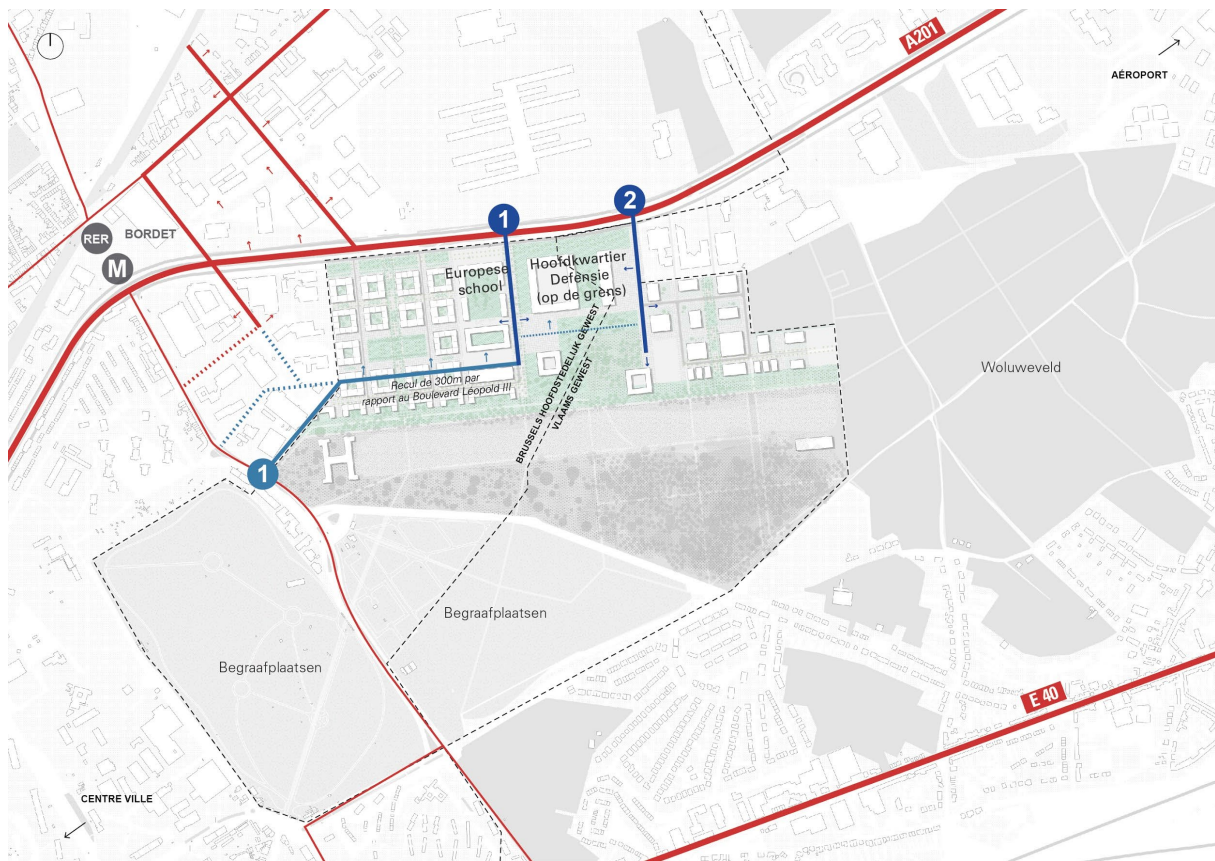 A201
AÉROPORT
1
2
RER
BORDET
M
Europese
school
Hoofdkwartier
Defensie
(op de grens)
BRUSSELS HOOFDSTEDELIJK GEWEST
VLAAMS GEWEST
Woluweveld
Recul de 300m par
rapport au Boulevard Léopold III
1
H
Begraafplaatsen
Begraafplaatsen
E 40
CENTRE VILLE